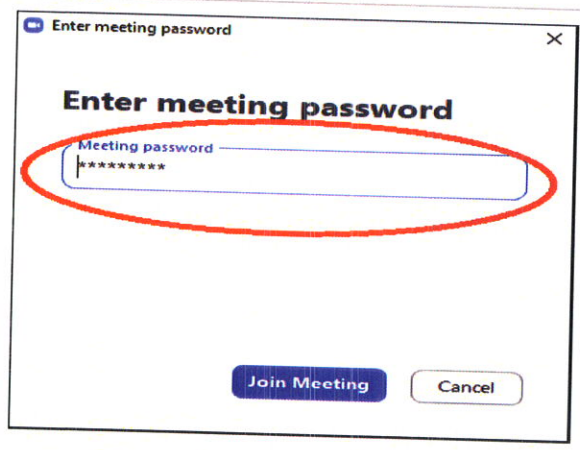 Enter meeting password
Enter meeting password
Meeting password
*********
Join Meeting
Cancel